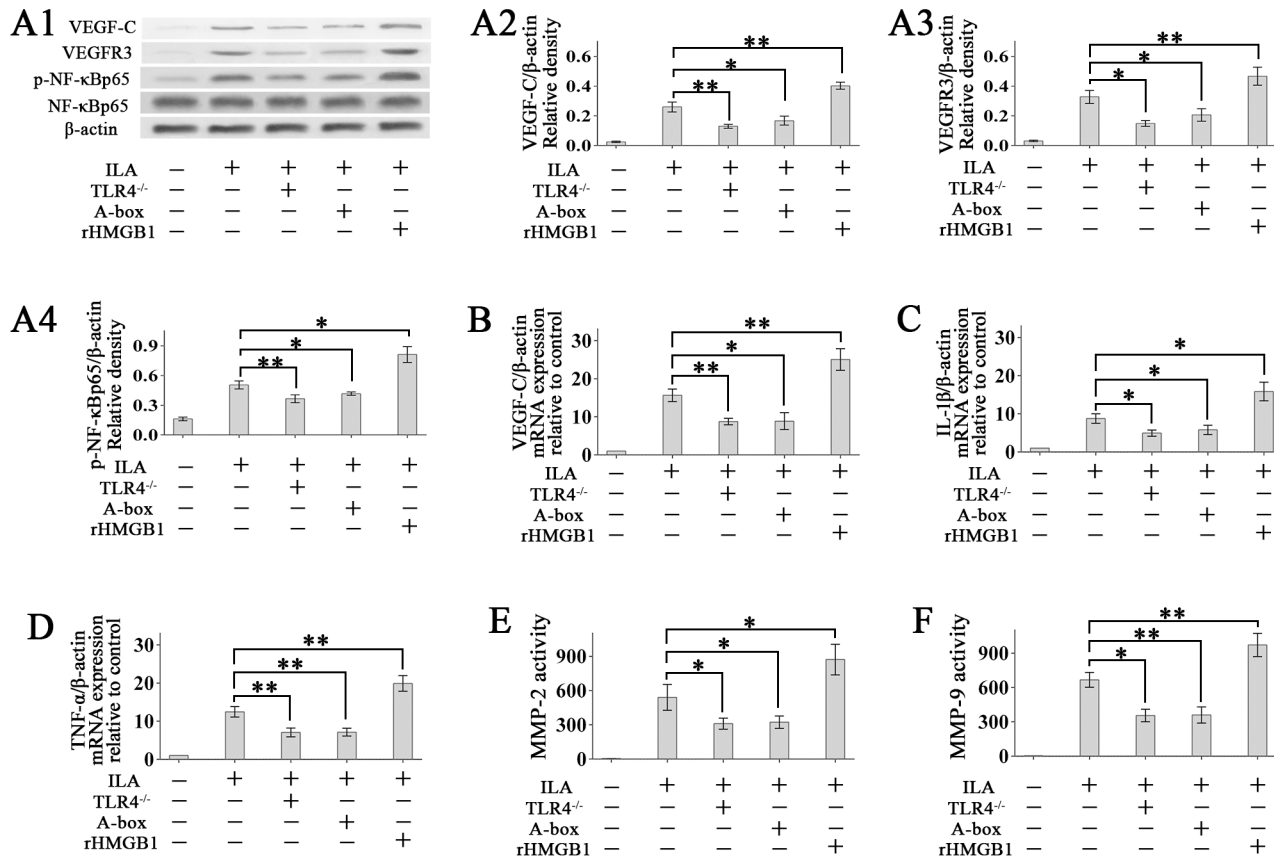 A1
VEGF-C
VEGFR3
p-NF-κBp65
NF-κBp65
β-actin
ILA – + + + +
TLR4-/- – – + – –
A-box – – – + –
rHMGB1 – – – – +
A2
VEGF-C/β-actin
Relative density
0.6
0.4
0.2
0.0
**
*
**
ILA – + + + +
TLR4-/- – – + – –
A-box – – – + –
rHMGB1 – – – – +
A3
VEGFR3/β-actin
Relative density
0.6
0.4
0.2
0.0
**
*
*
ILA – + + + +
TLR4-/- – – + – –
A-box – – – + –
rHMGB1 – – – – +
A4
p-NF-κBp65/β-actin
Relative density
0.9
0.6
0.3
0.0
*
*
**
ILA – + + + +
TLR4-/- – – + – –
A-box – – – + –
rHMGB1 – – – – +
B
VEGF-C/β-actin
mRNA expression
relative to control
30
20
10
0
**
*
**
ILA – + + + +
TLR4-/- – – + – –
A-box – – – + –
rHMGB1 – – – – +
C
IL-1β/β-actin
mRNA expression
relative to control
30
20
10
0
*
*
*
ILA – + + + +
TLR4-/- – – + – –
A-box – – – + –
rHMGB1 – – – – +
D
TNF-α/β-actin
mRNA expression
relative to control
30
20
10
0
**
**
**
ILA – + + + +
TLR4-/- – – + – –
A-box – – – + –
rHMGB1 – – – – +
E
MMP-2 activity
900
600
300
0
*
*
*
ILA – + + + +
TLR4-/- – – + – –
A-box – – – + –
rHMGB1 – – – – +
F
MMP-9 activity
900
600
300
0
**
**
*
ILA – + + + +
TLR4-/- – – + – –
A-box – – – + –
rHMGB1 – – – – +